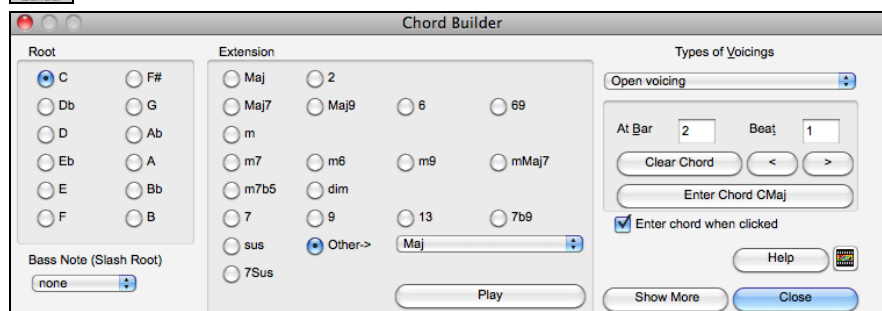 Chord Builder
Root
Extension
Types of Voicings
C
F#
Maj
2
Open voicing
Db
G
Maj7
Maj9
6
69
D
Ab
m
At Bar
2
Beat
1
Eb
A
m7
m6
m9
mMaj7
Clear Chord
<
>
E
Bb
m7b5
dim
Enter Chord CMaj
F
B
7
9
13
7b9
Enter chord when clicked
sus
Other->
Maj
Bass Note (Slash Root)
Help
7Sus
none
Play
Show More
Close